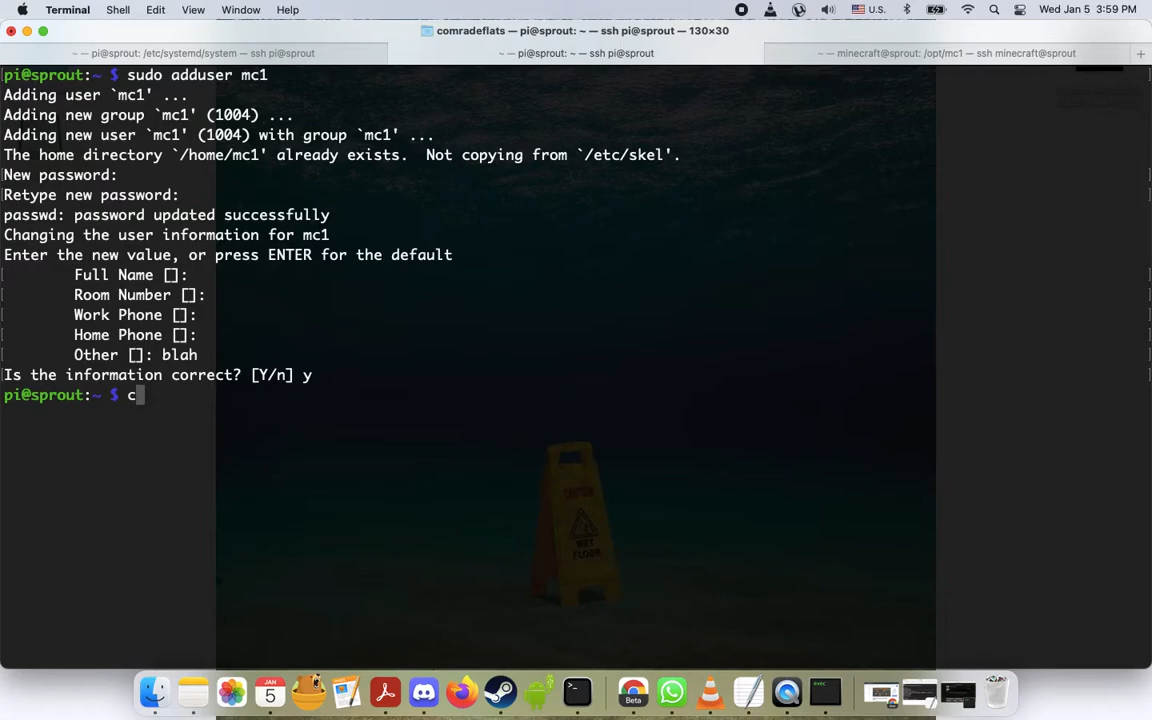 Terminal Shell Edit View Window Help U.S. Wed Jan 5 3:59 PM
comradeflats — pi@sprout: ~ — ssh pi@sprout — 130×30
~ — pi@sprout: /etc/systemd/system — ssh pi@sprout
~ — pi@sprout: ~ — ssh pi@sprout
~ — minecraft@sprout: /opt/mc1 — ssh minecraft@sprout
pi@sprout:~ $ sudo adduser mc1
Adding user `mc1' ...
Adding new group `mc1' (1004) ...
Adding new user `mc1' (1004) with group `mc1' ...
The home directory `/home/mc1' already exists.  Not copying from `/etc/skel'.
New password:
Retype new password:
passwd: password updated successfully
Changing the user information for mc1
Enter the new value, or press ENTER for the default
Full Name []:
Room Number []:
Work Phone []:
Home Phone []:
Other []: blah
Is the information correct? [Y/n] y
pi@sprout:~ $ c
CAUTION
WET
FLOOR
JAN
5
Beta